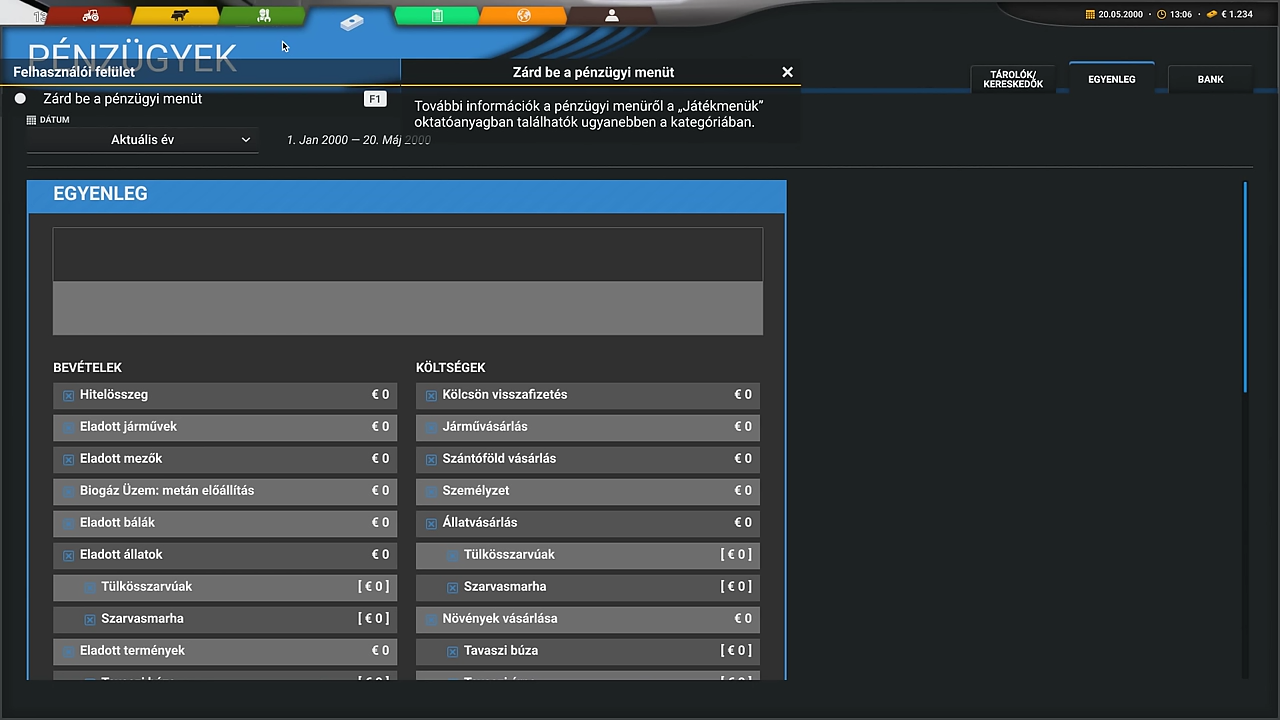 13
20.05.2000 · 13:06 · € 1.234
PÉNZÜGYEK
Felhasználói felület
Zárd be a pénzügyi menüt
Zárd be a pénzügyi menüt
F1
További információk a pénzügyi menüről a „Játékmenük”
oktatóanyagban találhatók ugyanebben a kategóriában.
TÁROLÓK/
KERESKEDŐK
EGYENLEG
BANK
DÁTUM
Aktuális év
1. Jan 2000 — 20. Máj 2000
EGYENLEG
BEVÉTELEK
Hitelösszeg € 0
Eladott járművek € 0
Eladott mezők € 0
Biogáz Üzem: metán előállítás € 0
Eladott bálák € 0
Eladott állatok € 0
Tülkösszarvúak [ € 0 ]
Szarvasmarha [ € 0 ]
Eladott termények € 0
KÖLTSÉGEK
Kölcsön visszafizetés € 0
Járművásárlás € 0
Szántóföld vásárlás € 0
Személyzet € 0
Állatvásárlás € 0
Tülkösszarvúak [ € 0 ]
Szarvasmarha [ € 0 ]
Növények vásárlása € 0
Tavaszi búza [ € 0 ]